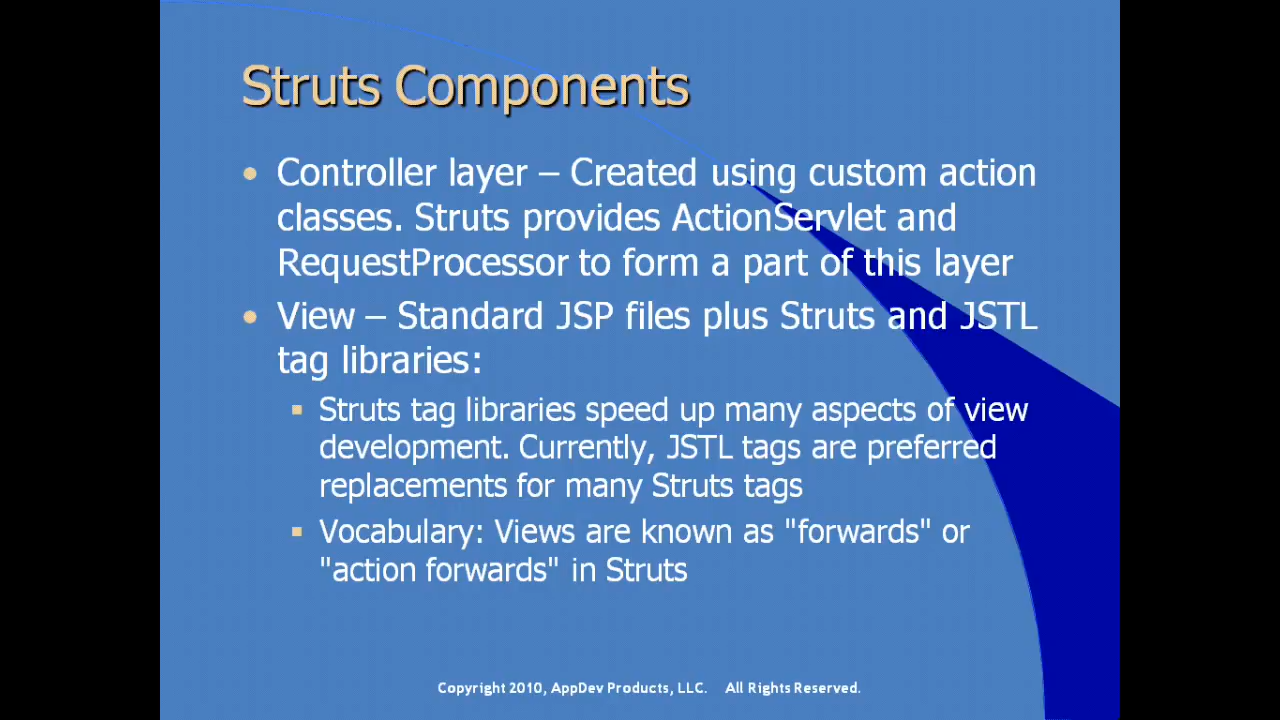 Struts Components
• Controller layer – Created using custom action
classes. Struts provides ActionServlet and
RequestProcessor to form a part of this layer
• View – Standard JSP files plus Struts and JSTL
tag libraries:
▪ Struts tag libraries speed up many aspects of view
development. Currently, JSTL tags are preferred
replacements for many Struts tags
▪ Vocabulary: Views are known as "forwards" or
"action forwards" in Struts
Copyright 2010, AppDev Products, LLC. All Rights Reserved.